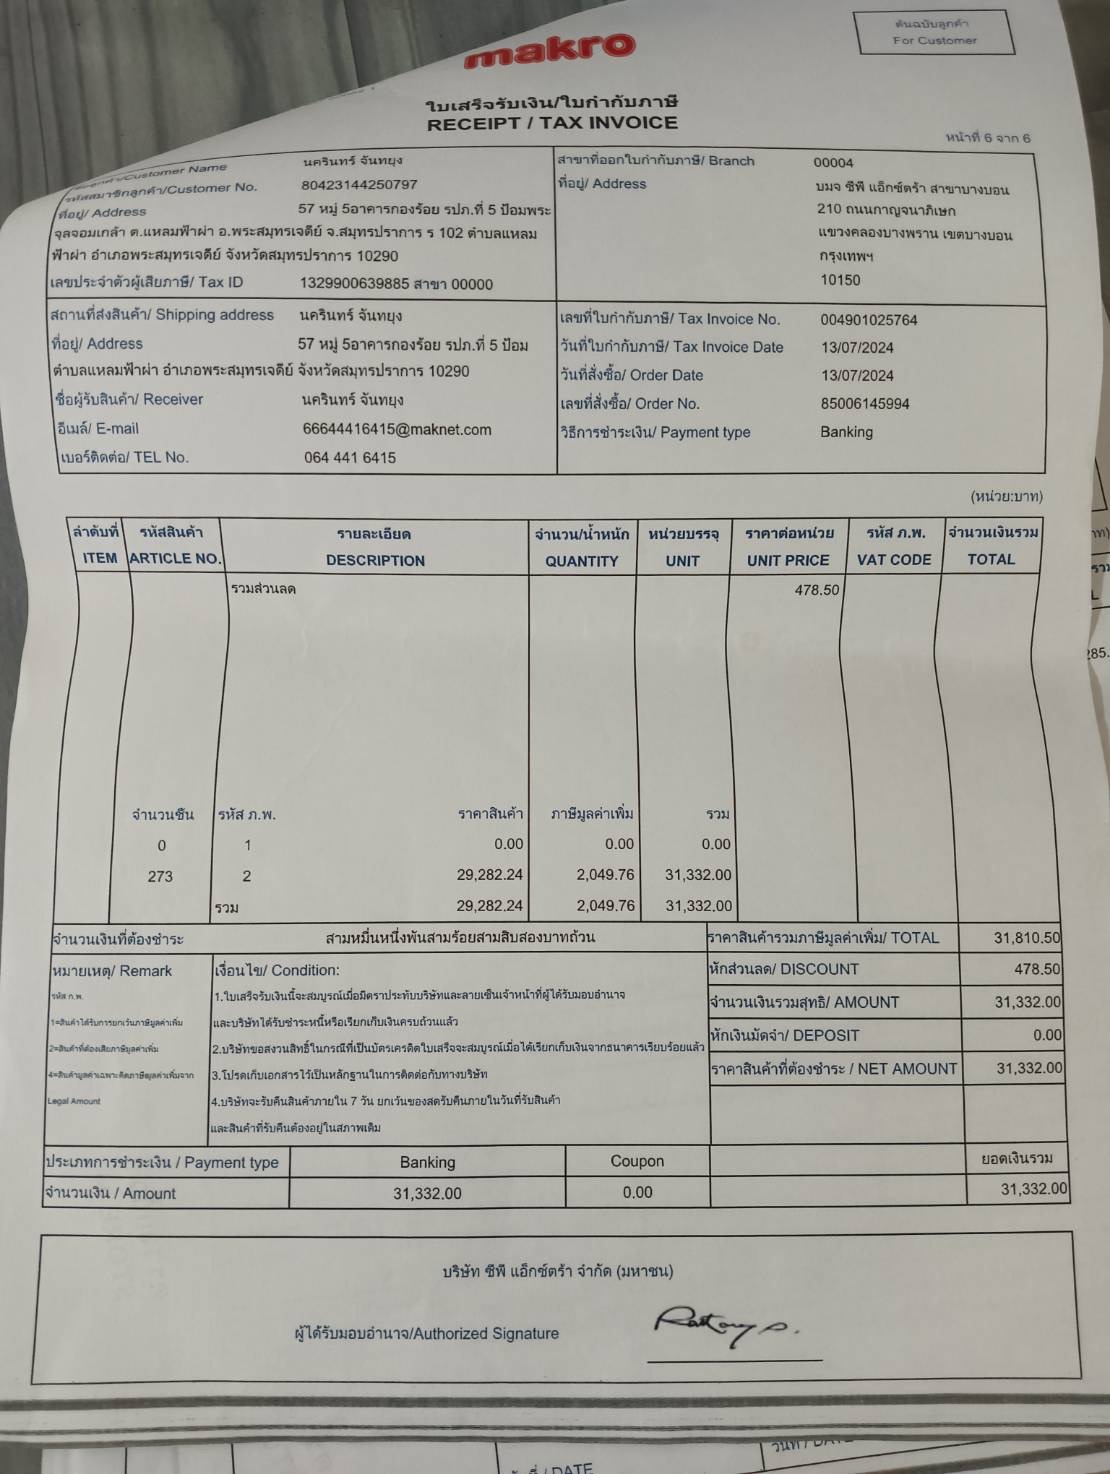 makro
ต้นฉบับลูกค้า
For Customer
ใบเสร็จรับเงิน/ใบกำกับภาษี
RECEIPT / TAX INVOICE
หน้าที่ 6 จาก 6
ลูกค้า/Customer Name นครินทร์ จันทยุง
รหัสสมาชิกลูกค้า/Customer No. 80423144250797
ที่อยู่/ Address 57 หมู่ 5อาคารกองร้อย รปภ.ที่ 5 ป้อมพระ
จุลจอมเกล้า ต.แหลมฟ้าผ่า อ.พระสมุทรเจดีย์ จ.สมุทรปราการ ร 102 ตำบลแหลม
ฟ้าผ่า อำเภอพระสมุทรเจดีย์ จังหวัดสมุทรปราการ 10290
เลขประจำตัวผู้เสียภาษี/ Tax ID 1329900639885 สาขา 00000
สาขาที่ออกใบกำกับภาษี/ Branch 00004
ที่อยู่/ Address บมจ ซีพี แอ็กซ์ตร้า สาขาบางบอน
210 ถนนกาญจนาภิเษก
แขวงคลองบางพราน เขตบางบอน
กรุงเทพฯ
10150
สถานที่ส่งสินค้า/ Shipping address นครินทร์ จันทยุง
ที่อยู่/ Address 57 หมู่ 5อาคารกองร้อย รปภ.ที่ 5 ป้อม
ตำบลแหลมฟ้าผ่า อำเภอพระสมุทรเจดีย์ จังหวัดสมุทรปราการ 10290
ชื่อผู้รับสินค้า/ Receiver นครินทร์ จันทยุง
อีเมล์/ E-mail 66644416415@maknet.com
เบอร์ติดต่อ/ TEL No. 064 441 6415
เลขที่ใบกำกับภาษี/ Tax Invoice No. 004901025764
วันที่ใบกำกับภาษี/ Tax Invoice Date 13/07/2024
วันที่สั่งซื้อ/ Order Date 13/07/2024
เลขที่สั่งซื้อ/ Order No. 85006145994
วิธีการชำระเงิน/ Payment type Banking
(หน่วย:บาท)
ลำดับที่ รหัสสินค้า รายละเอียด จำนวน/น้ำหนัก หน่วยบรรจุ ราคาต่อหน่วย รหัส ภ.พ. จำนวนเงินรวม
ITEM ARTICLE NO. DESCRIPTION QUANTITY UNIT UNIT PRICE VAT CODE TOTAL
รวมส่วนลด 478.50
จำนวนชิ้น รหัส ภ.พ. ราคาสินค้า ภาษีมูลค่าเพิ่ม รวม
0 1 0.00 0.00 0.00
273 2 29,282.24 2,049.76 31,332.00
รวม 29,282.24 2,049.76 31,332.00
จำนวนเงินที่ต้องชำระ สามหมื่นหนึ่งพันสามร้อยสามสิบสองบาทถ้วน
ราคาสินค้ารวมภาษีมูลค่าเพิ่ม/ TOTAL 31,810.50
หักส่วนลด/ DISCOUNT 478.50
จำนวนเงินรวมสุทธิ/ AMOUNT 31,332.00
หักเงินมัดจำ/ DEPOSIT 0.00
ราคาสินค้าที่ต้องชำระ / NET AMOUNT 31,332.00
หมายเหตุ/ Remark
รหัส ภ.พ.
1=สินค้าได้รับการยกเว้นภาษีมูลค่าเพิ่ม
2=สินค้าที่ต้องเสียภาษีมูลค่าเพิ่ม
4=สินค้ามูลค่าเฉพาะคิดภาษีมูลค่าเพิ่มจาก
Legal Amount
เงื่อนไข/ Condition:
1.ใบเสร็จรับเงินนี้จะสมบูรณ์เมื่อมีตราประทับบริษัทและลายเซ็นเจ้าหน้าที่ผู้ได้รับมอบอำนาจ
และบริษัทได้รับชำระหนี้หรือเรียกเก็บเงินครบถ้วนแล้ว
2.บริษัทขอสงวนสิทธิ์ในกรณีที่เป็นบัตรเครดิตใบเสร็จจะสมบูรณ์เมื่อได้เรียกเก็บเงินจากธนาคารเรียบร้อยแล้ว
3.โปรดเก็บเอกสารไว้เป็นหลักฐานในการติดต่อกับทางบริษัท
4.บริษัทจะรับคืนสินค้าภายใน 7 วัน ยกเว้นของสดรับคืนภายในวันที่รับสินค้า
และสินค้าที่รับคืนต้องอยู่ในสภาพเดิม
ประเภทการชำระเงิน / Payment type Banking Coupon ยอดเงินรวม
จำนวนเงิน / Amount 31,332.00 0.00 31,332.00
บริษัท ซีพี แอ็กซ์ตร้า จำกัด (มหาชน)
ผู้ได้รับมอบอำนาจ/Authorized Signature
วันที่ / DATE